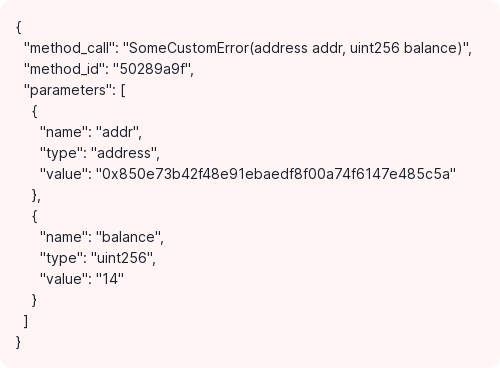 {
"method_call": "SomeCustomError(address addr, uint256 balance)",
"method_id": "50289a9f",
"parameters": [
{
"name": "addr",
"type": "address",
"value": "0x850e73b42f48e91ebaedf8f00a74f6147e485c5a"
},
{
"name": "balance",
"type": "uint256",
"value": "14"
}
]
}